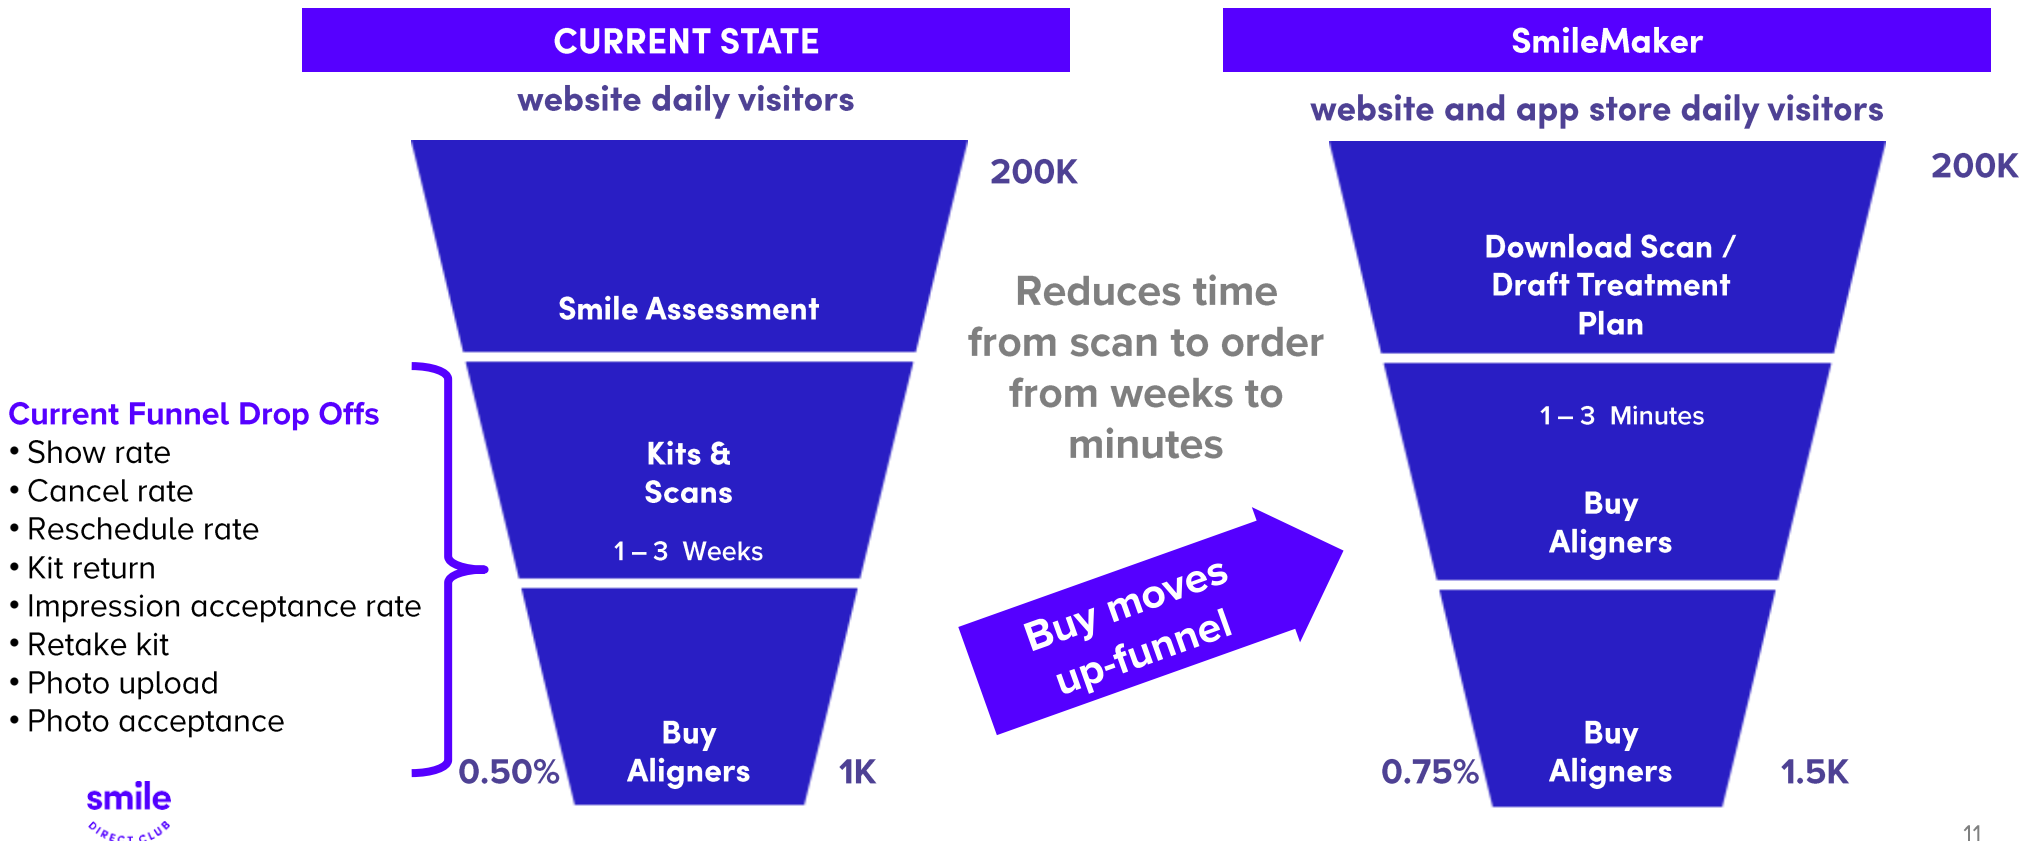 CURRENT STATE
website daily visitors
200K
Smile Assessment
Kits &
Scans
1 – 3 Weeks
Buy
Aligners
0.50%
1K
Current Funnel Drop Offs
• Show rate
• Cancel rate
• Reschedule rate
• Kit return
• Impression acceptance rate
• Retake kit
• Photo upload
• Photo acceptance
Reduces time
from scan to order
from weeks to
minutes
Buy moves
up-funnel
SmileMaker
website and app store daily visitors
200K
Download Scan /
Draft Treatment
Plan
1 – 3 Minutes
Buy
Aligners
Buy
Aligners
0.75%
1.5K
smile
DIRECT CLUB
11